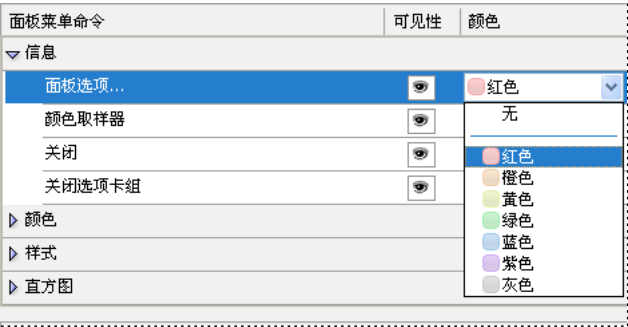 面板菜单命令 可见性 颜色
信息
面板选项... 红色
颜色取样器 无
关闭 红色
橙色
关闭选项卡组 黄色
颜色 绿色
样式 蓝色
紫色
直方图 灰色